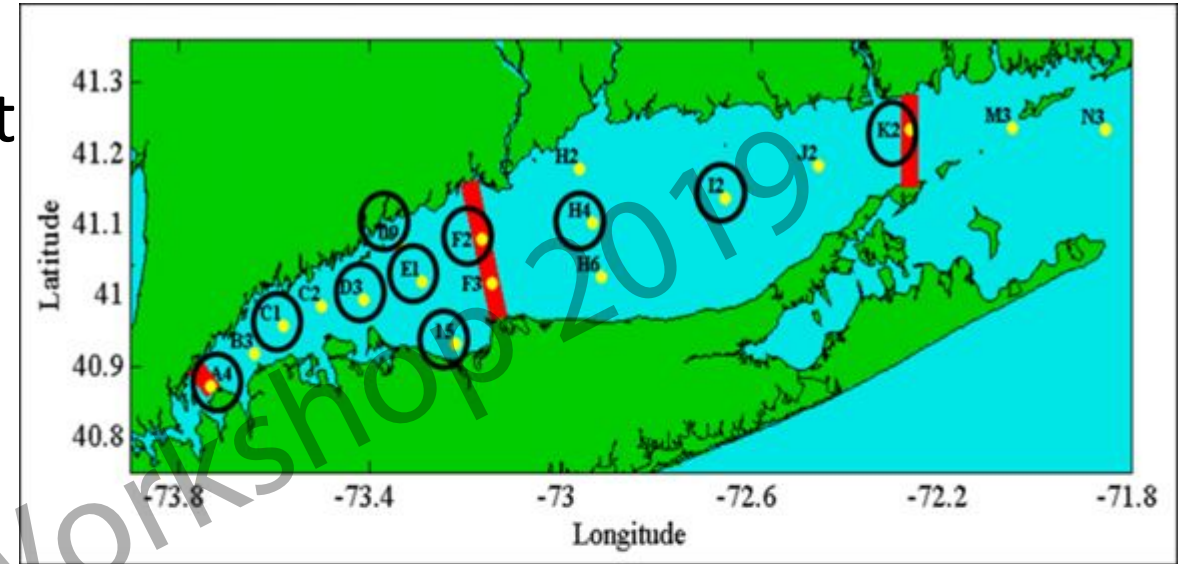 t
41.3
41.2
41.1
41
40.9
40.8
Latitude
-73.8
-73.4
-73
-72.6
-72.2
-71.8
Longitude
A4
B3
C1
C2
D3
09
E1
F2
F3
15
H2
H4
H6
I2
J2
K2
M3
N3
Workshop 2019